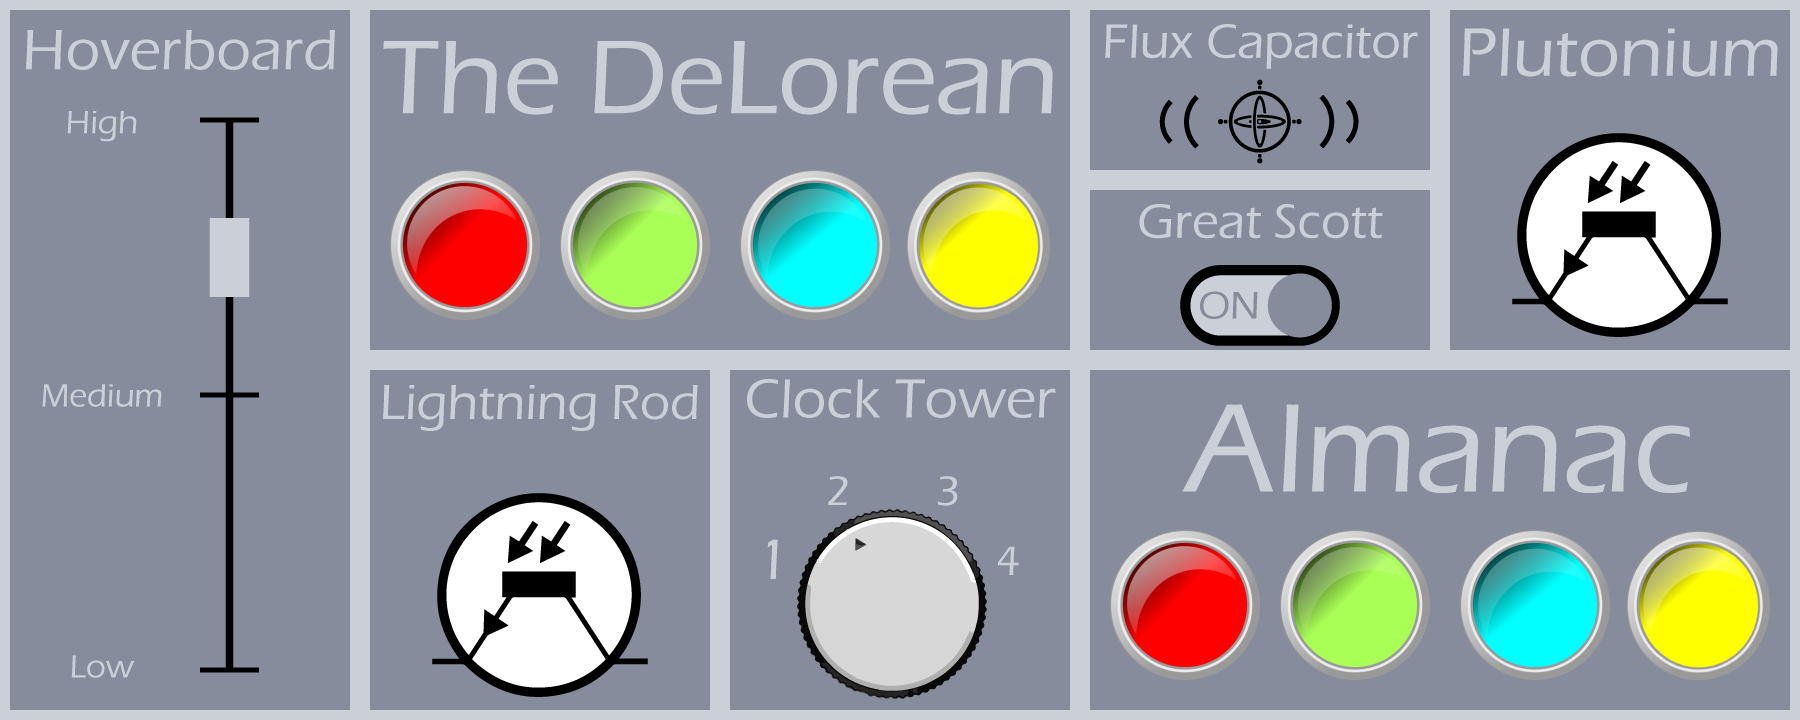 Hoverboard
High
Medium
Low
The DeLorean
Flux Capacitor
Great Scott
ON
Plutonium
Lightning Rod
Clock Tower
1
2
3
4
Almanac